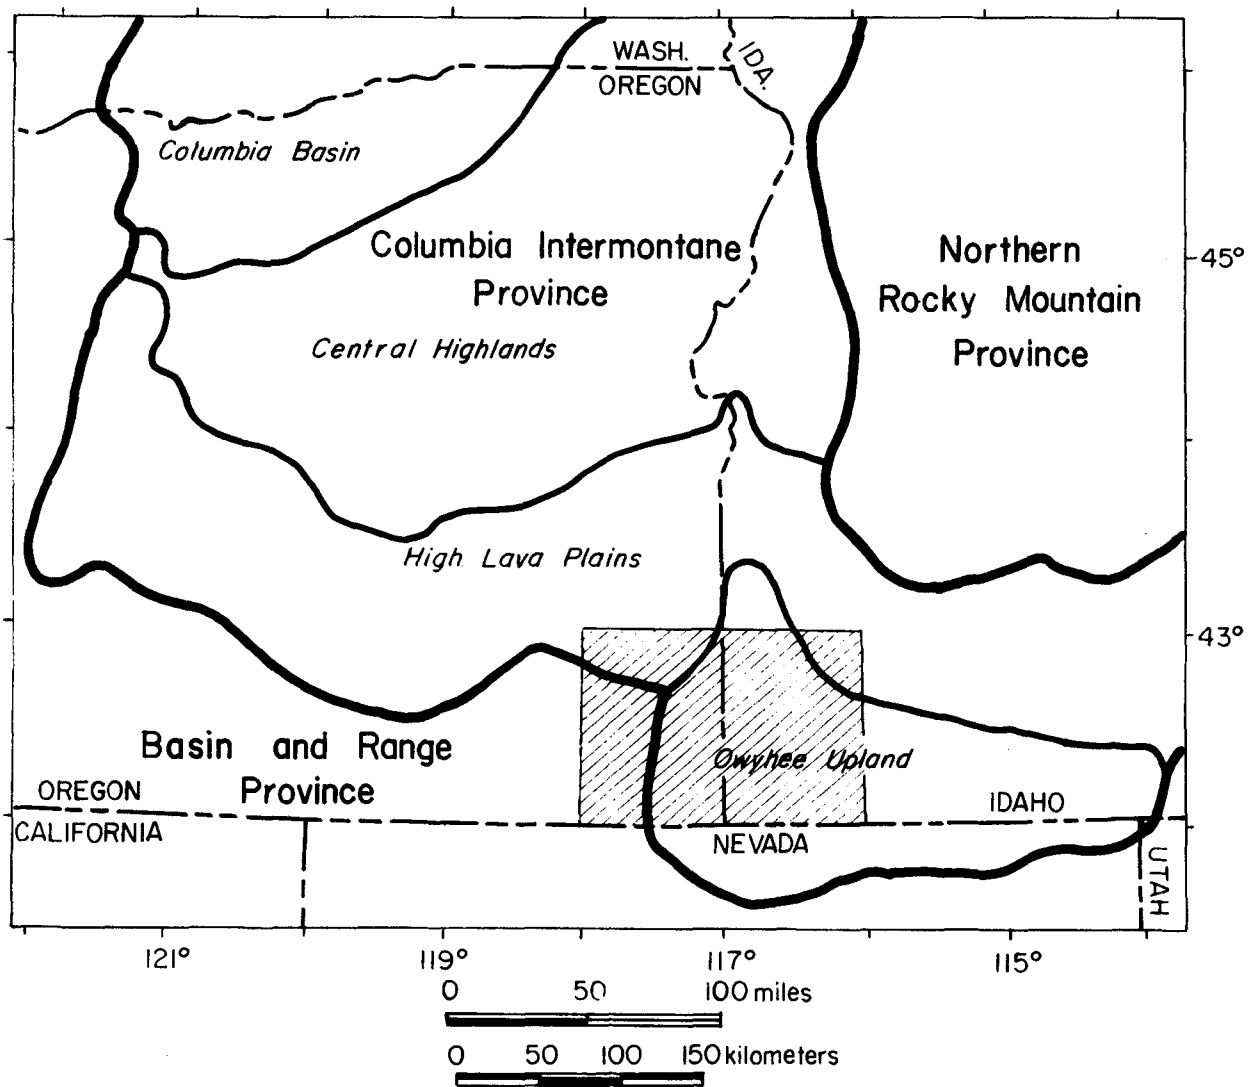 WASH.
IDA.
OREGON
Columbia Basin
Columbia Intermontane
Province
Northern
Rocky Mountain
Province
45°
Central Highlands
High Lava Plains
43°
Basin and Range
Province
Owyhee Upland
OREGON
IDAHO
CALIFORNIA
NEVADA
UTAH
121°
119°
117°
115°
0 50 100 miles
0 50 100 150 kilometers